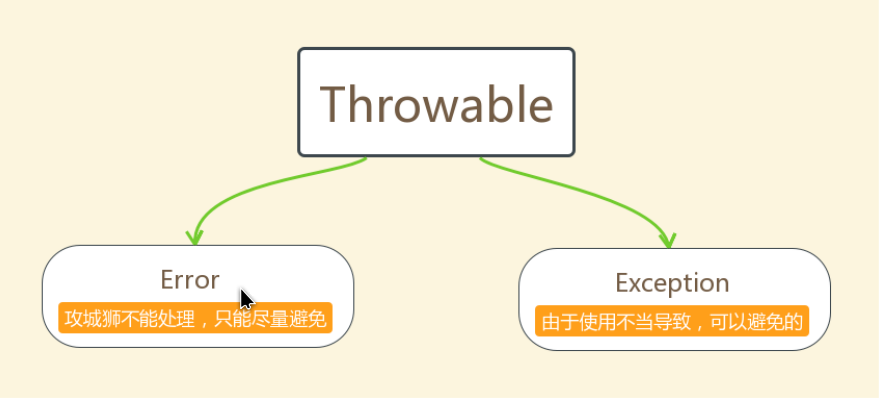 Throwable
Error
攻城狮不能处理，只能尽量避免
Exception
由于使用不当导致，可以避免的